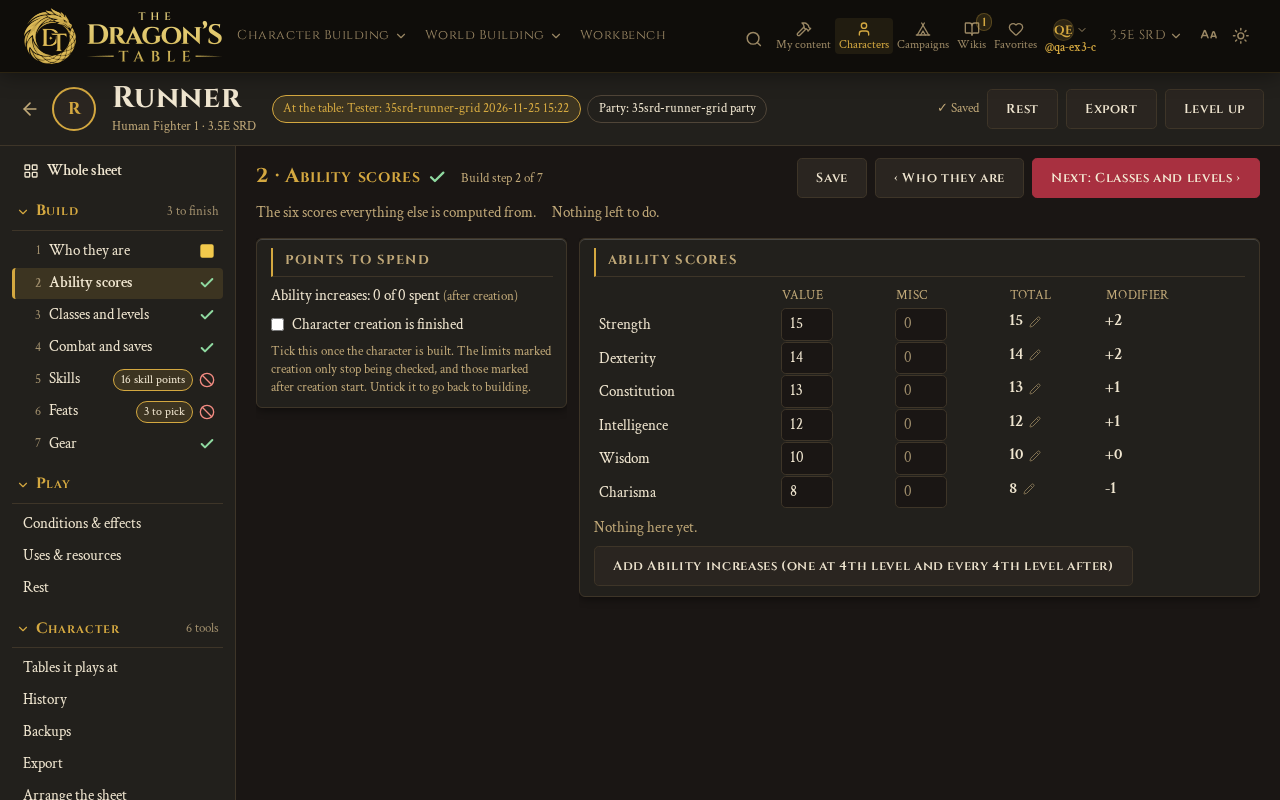 THE
DRAGON'S
TABLE
DT
CHARACTER BUILDING
WORLD BUILDING
WORKBENCH
My content
Characters
Campaigns
1
Wikis
Favorites
QE
@qa-ex3-c
3.5E SRD
AA
R
RUNNER
Human Fighter 1 · 3.5E SRD
At the table: Tester: 35srd-runner-grid 2026-11-25 15:22
Party: 35srd-runner-grid party
✓ Saved
REST
EXPORT
LEVEL UP
Whole sheet
BUILD 3 to finish
1 Who they are
2 Ability scores
3 Classes and levels
4 Combat and saves
5 Skills 16 skill points
6 Feats 3 to pick
7 Gear
PLAY
Conditions & effects
Uses & resources
Rest
CHARACTER 6 tools
Tables it plays at
History
Backups
Export
Arrange the sheet
2 · ABILITY SCORES Build step 2 of 7
SAVE
‹ WHO THEY ARE
NEXT: CLASSES AND LEVELS ›
The six scores everything else is computed from. Nothing left to do.
POINTS TO SPEND
Ability increases: 0 of 0 spent (after creation)
Character creation is finished
Tick this once the character is built. The limits marked
creation only stop being checked, and those marked
after creation start. Untick it to go back to building.
ABILITY SCORES
VALUE MISC TOTAL MODIFIER
Strength 15 0 15 +2
Dexterity 14 0 14 +2
Constitution 13 0 13 +1
Intelligence 12 0 12 +1
Wisdom 10 0 10 +0
Charisma 8 0 8 -1
Nothing here yet.
ADD ABILITY INCREASES (ONE AT 4TH LEVEL AND EVERY 4TH LEVEL AFTER)